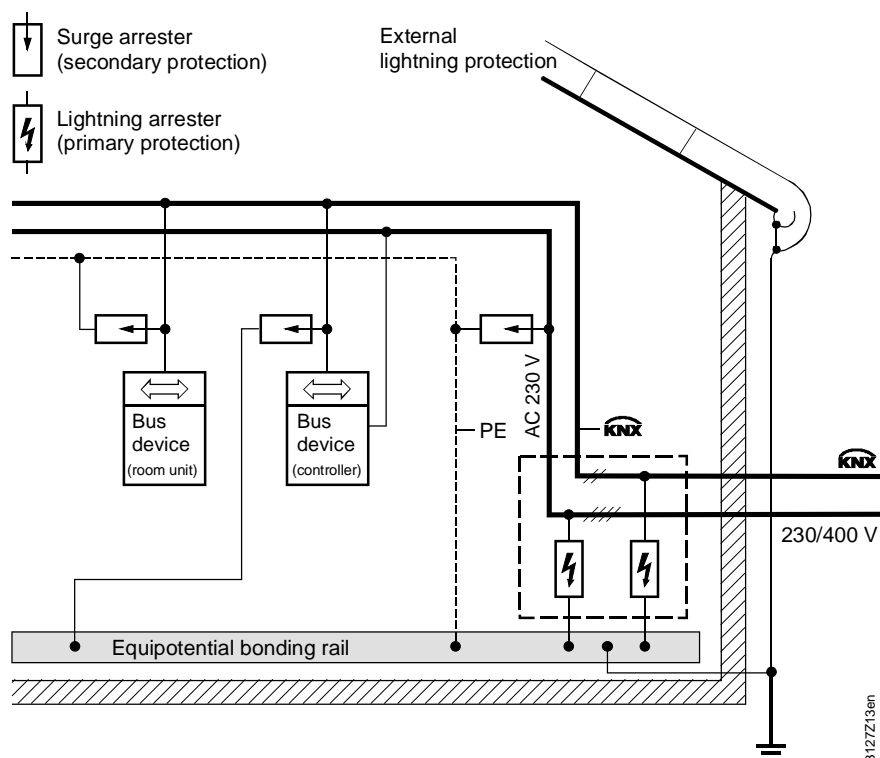 Surge arrester
(secondary protection)
External
lightning protection
Lightning arrester
(primary protection)
Bus
device
(room unit)
Bus
device
(controller)
PE
AC 230 V
KNX
KNX
230/400 V
Equipotential bonding rail